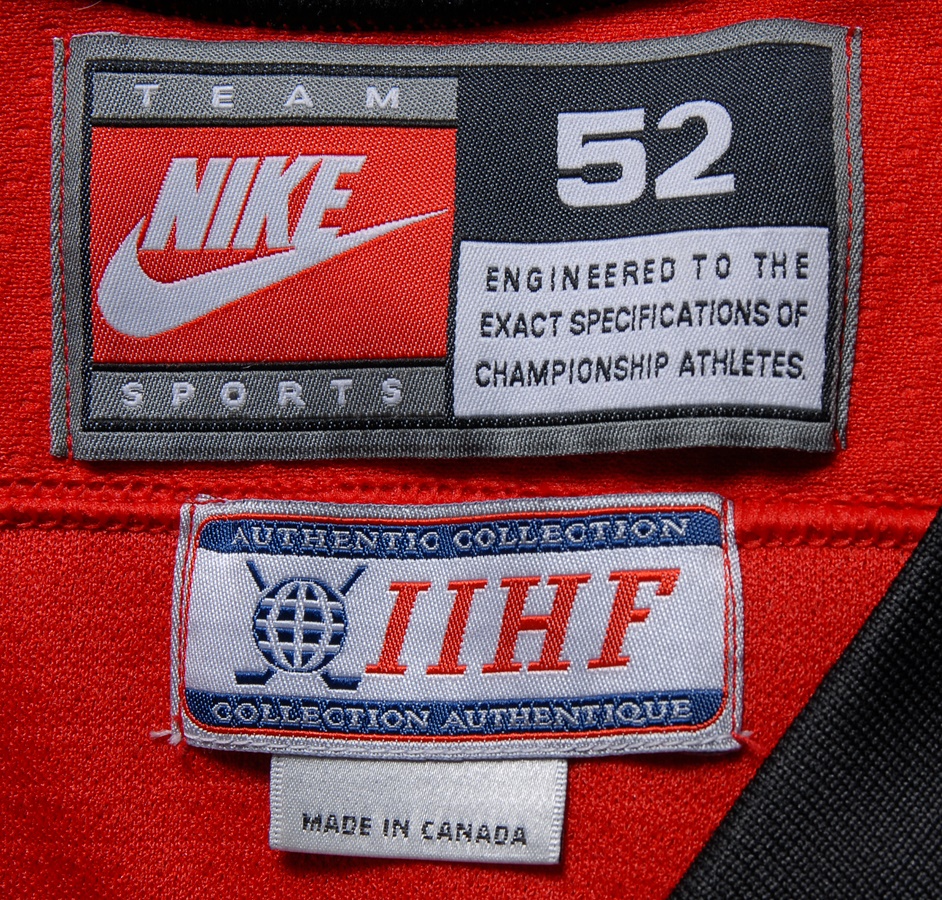 TEAM
NIKE
SPORTS
52
ENGINEERED TO THE
EXACT SPECIFICATIONS OF
CHAMPIONSHIP ATHLETES.
AUTHENTIC COLLECTION
IIHF
COLLECTION AUTHENTIQUE
MADE IN CANADA